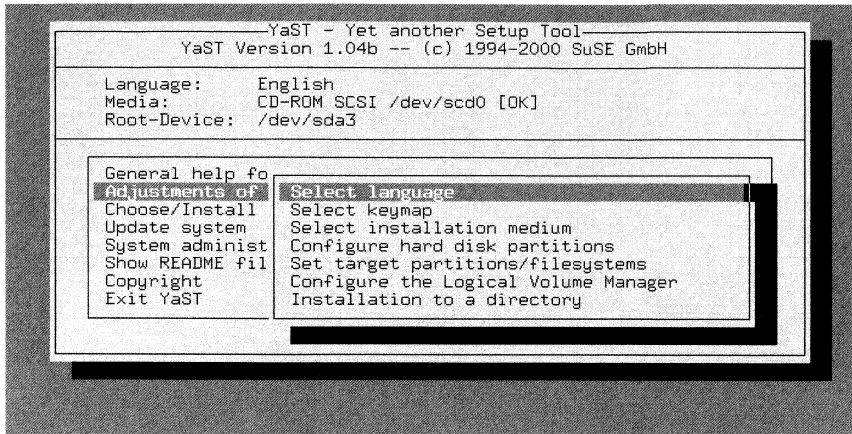 YaST - Yet another Setup Tool
YaST Version 1.04b -- (c) 1994-2000 SuSE GmbH
Language: English
Media: CD-ROM SCSI /dev/scd0 [OK]
Root-Device: /dev/sda3
General help fo
Adjustments of
Choose/Install
Update system
System administ
Show README fil
Copyright
Exit YaST
Select language
Select keymap
Select installation medium
Configure hard disk partitions
Set target partitions/filesystems
Configure the Logical Volume Manager
Installation to a directory